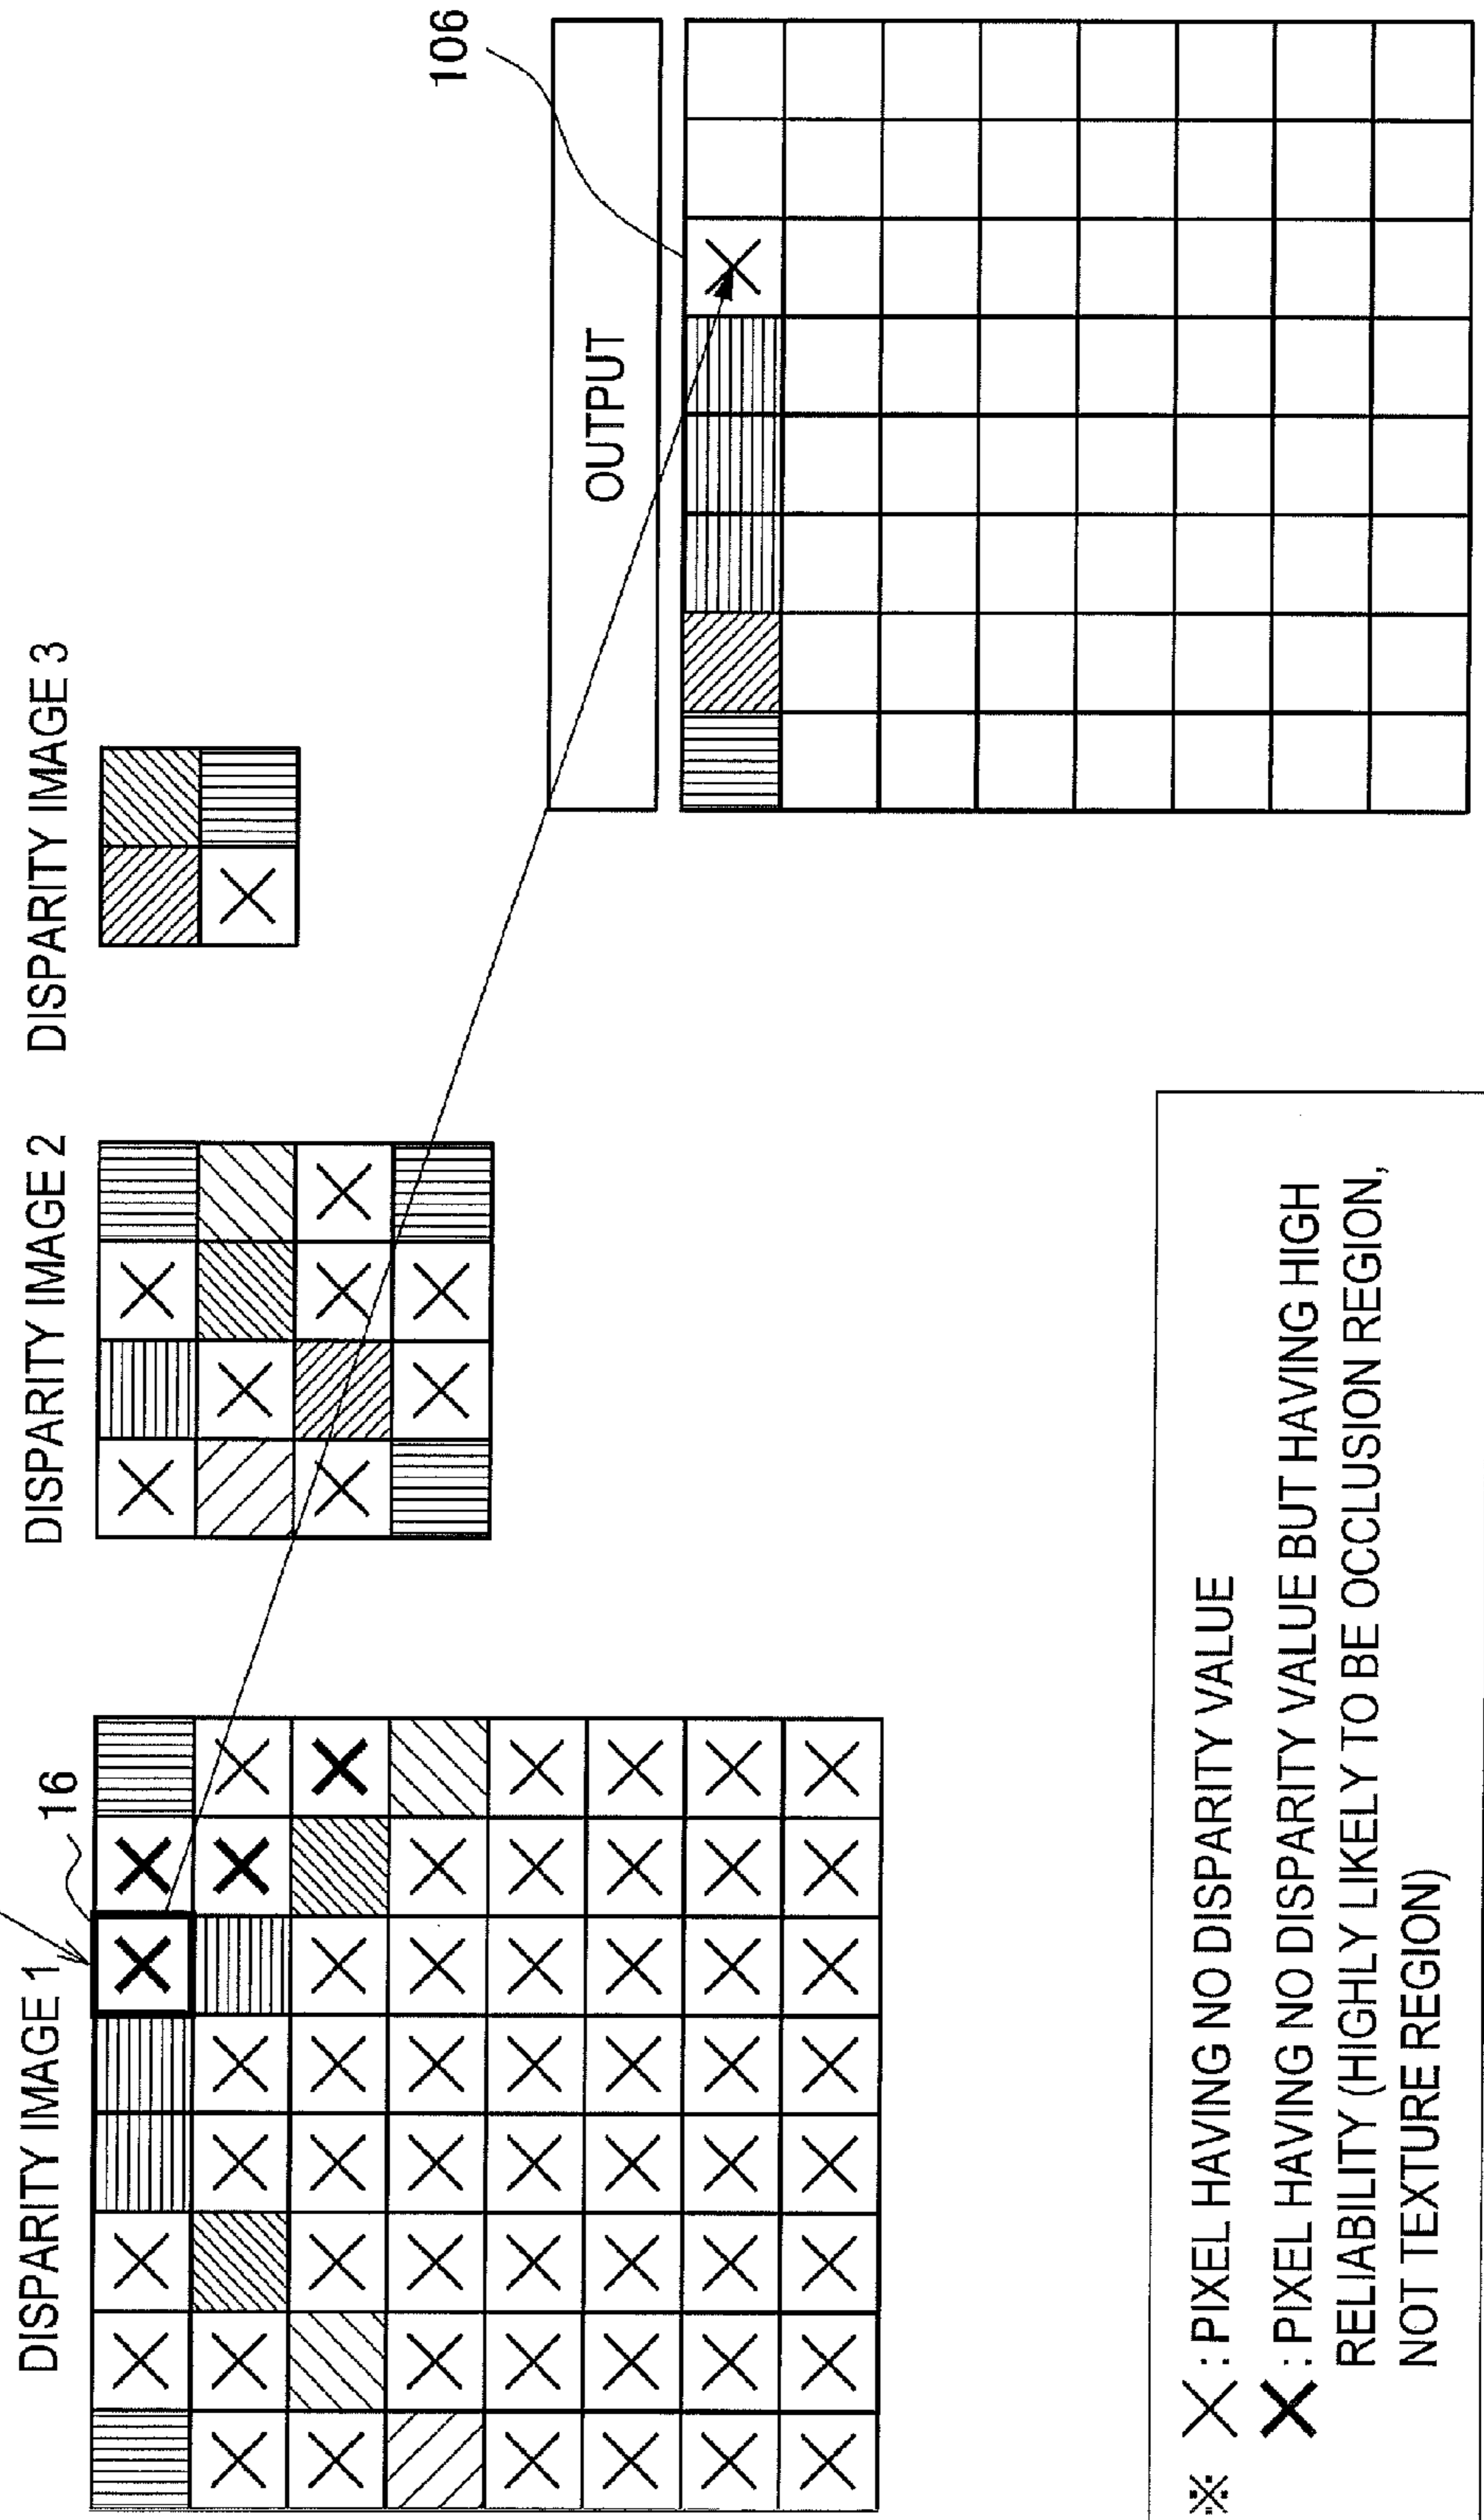 DISPARITY IMAGE 1
16
DISPARITY IMAGE 2
DISPARITY IMAGE 3
OUTPUT
106
※ ✕ : PIXEL HAVING NO DISPARITY VALUE
✕ : PIXEL HAVING NO DISPARITY VALUE BUT HAVING HIGH
RELIABILITY (HIGHLY LIKELY TO BE OCCLUSION REGION,
NOT TEXTURE REGION)